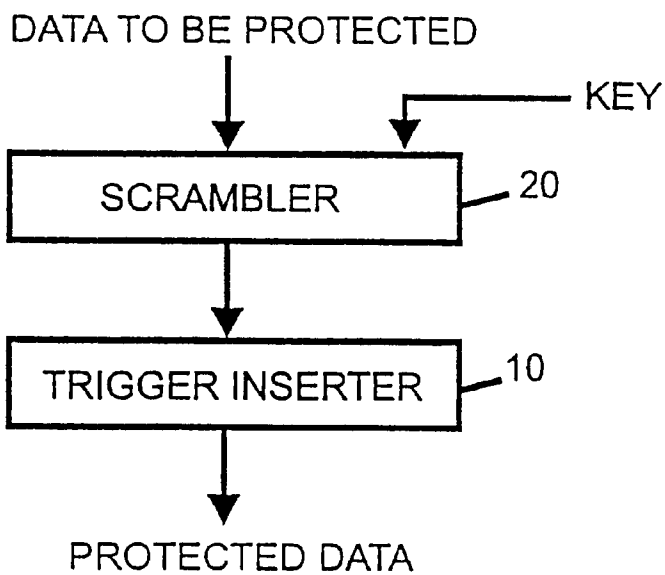 DATA TO BE PROTECTED
KEY
SCRAMBLER
20
TRIGGER INSERTER
10
PROTECTED DATA